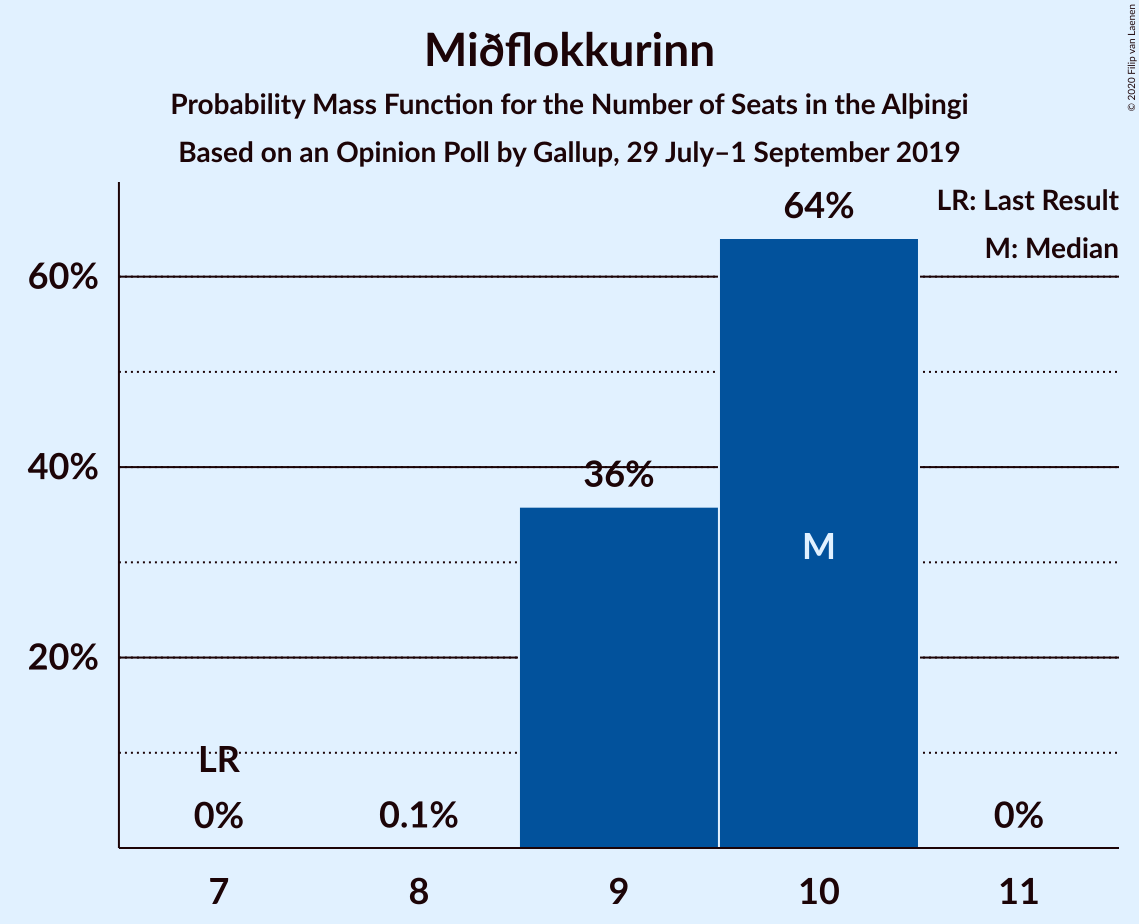 Miðflokkurinn
Probability Mass Function for the Number of Seats in the Alþingi
Based on an Opinion Poll by Gallup, 29 July–1 September 2019
© 2020 Filip van Laenen
LR: Last Result
M: Median
64%
60%
40%
36%
M
20%
LR
0%
0.1%
0%
7
8
9
10
11